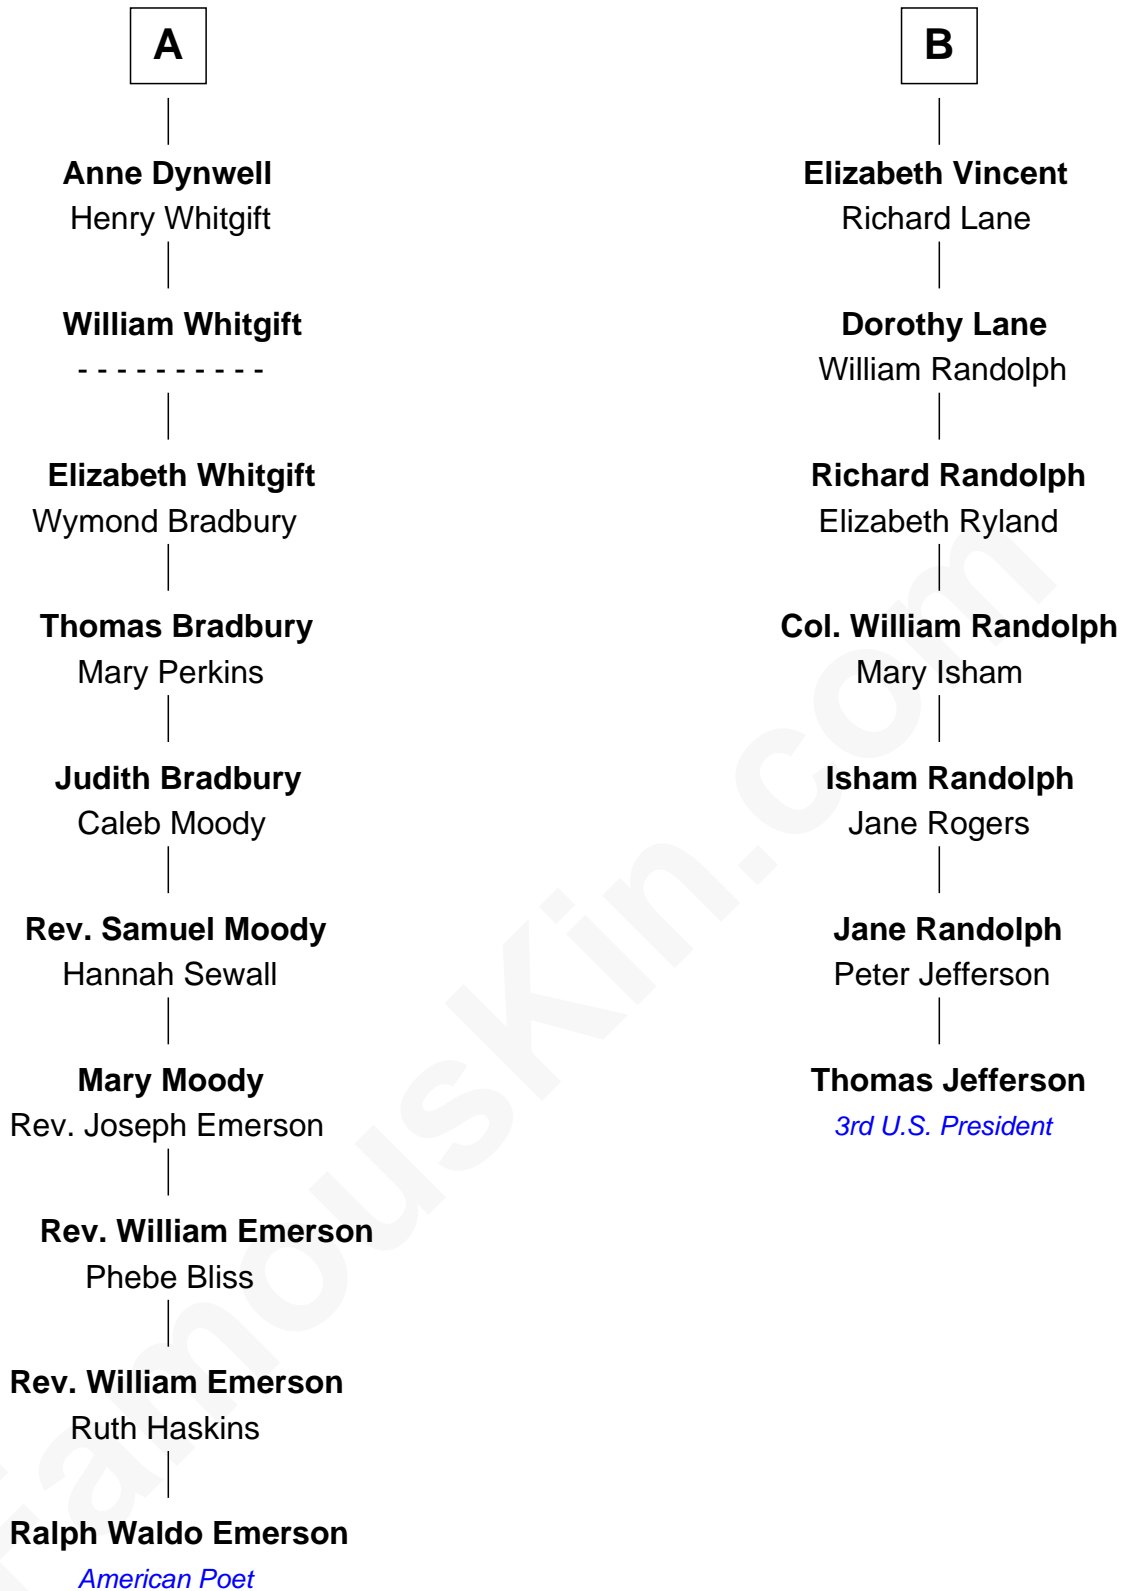 A
Anne Dynwell
Henry Whitgift
William Whitgift
- - - - - - - - - -
Elizabeth Whitgift
Wymond Bradbury
Thomas Bradbury
Mary Perkins
Judith Bradbury
Caleb Moody
Rev. Samuel Moody
Hannah Sewall
Mary Moody
Rev. Joseph Emerson
Rev. William Emerson
Phebe Bliss
Rev. William Emerson
Ruth Haskins
Ralph Waldo Emerson
American Poet
B
Elizabeth Vincent
Richard Lane
Dorothy Lane
William Randolph
Richard Randolph
Elizabeth Ryland
Col. William Randolph
Mary Isham
Isham Randolph
Jane Rogers
Jane Randolph
Peter Jefferson
Thomas Jefferson
3rd U.S. President
FamousKin.com